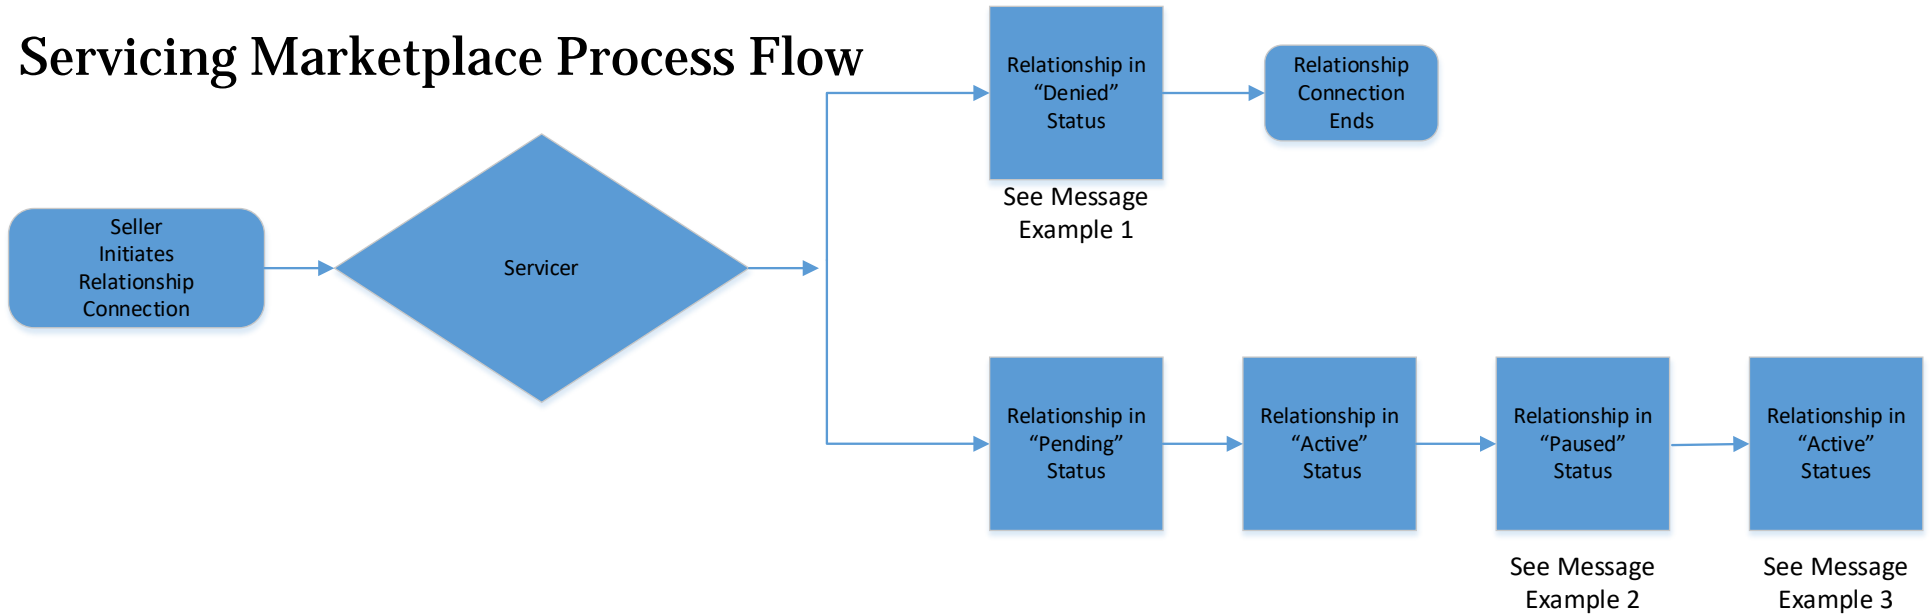 Servicing Marketplace Process Flow
Seller
Initiates
Relationship
Connection
Servicer
Relationship in
“Denied”
Status
See Message
Example 1
Relationship
Connection
Ends
Relationship in
“Pending”
Status
Relationship in
“Active”
Status
Relationship in
“Paused”
Status
See Message
Example 2
Relationship in
“Active”
Statues
See Message
Example 3